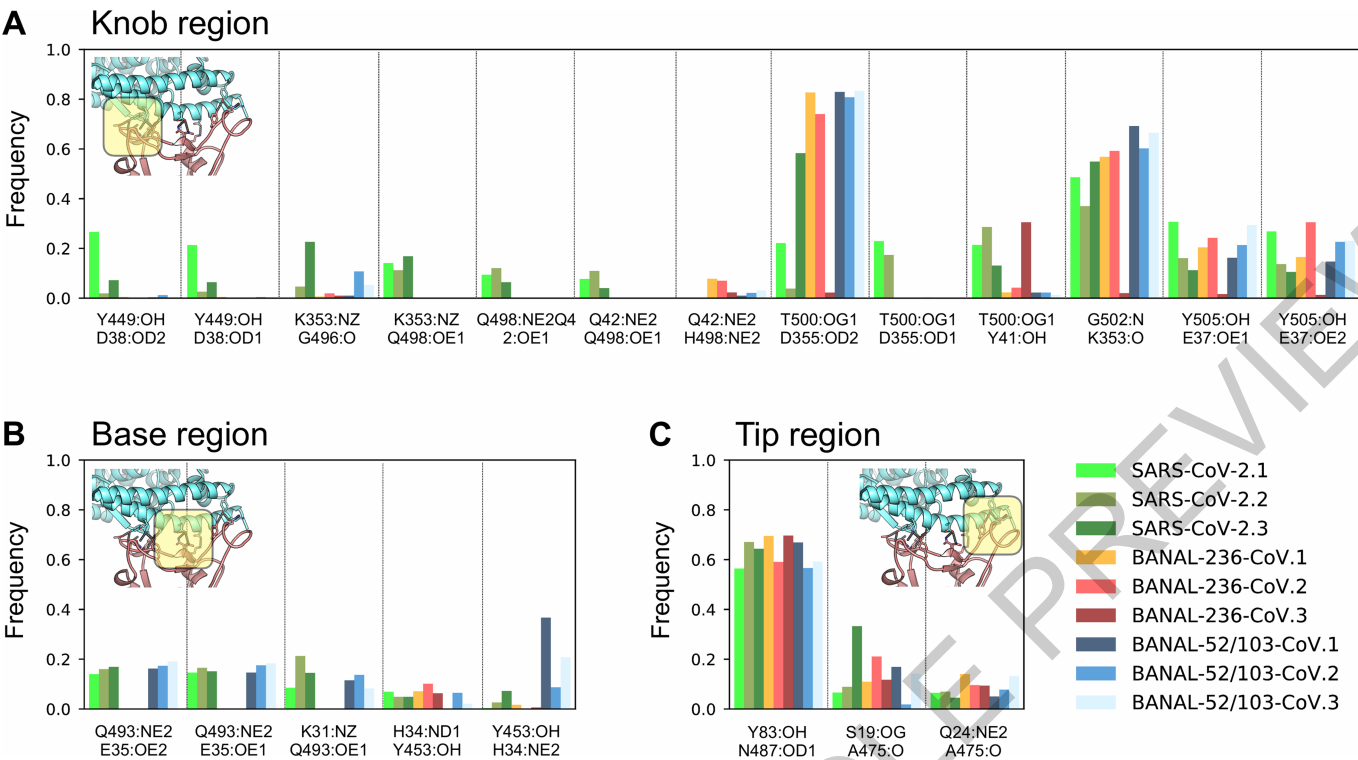 A Knob region
1.0
0.8
0.6
0.4
0.2
0.0
Frequency
Y449:OH
D38:OD2
Y449:OH
D38:OD1
K353:NZ
G496:O
K353:NZ
Q498:OE1
Q498:NE2Q4
2:OE1
Q42:NE2
Q498:OE1
Q42:NE2
H498:NE2
T500:OG1
D355:OD2
T500:OG1
D355:OD1
T500:OG1
Y41:OH
G502:N
K353:O
Y505:OH
E37:OE1
Y505:OH
E37:OE2
B Base region
1.0
0.8
0.6
0.4
0.2
0.0
Frequency
Q493:NE2
E35:OE2
Q493:NE2
E35:OE1
K31:NZ
Q493:OE1
H34:ND1
Y453:OH
Y453:OH
H34:NE2
C Tip region
1.0
0.8
0.6
0.4
0.2
0.0
Frequency
Y83:OH
N487:OD1
S19:OG
A475:O
Q24:NE2
A475:O
SARS-CoV-2.1
SARS-CoV-2.2
SARS-CoV-2.3
BANAL-236-CoV.1
BANAL-236-CoV.2
BANAL-236-CoV.3
BANAL-52/103-CoV.1
BANAL-52/103-CoV.2
BANAL-52/103-CoV.3
LE PREVIEW